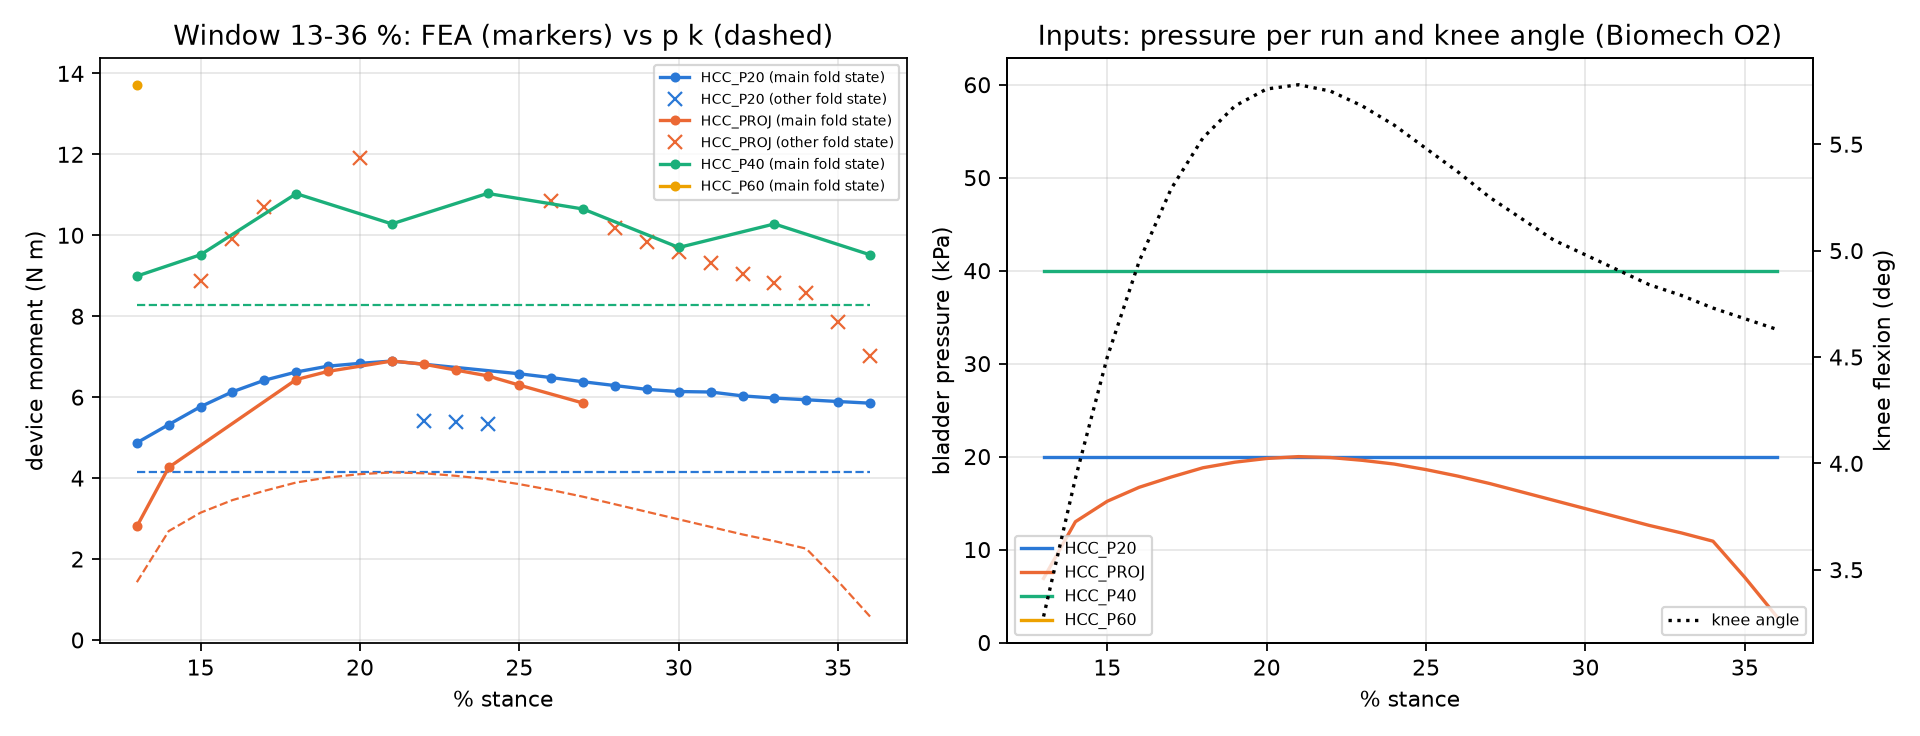 Window 13-36 %: FEA (markers) vs p k (dashed)
device moment (N m)
14
12
10
8
6
4
2
0
HCC_P20 (main fold state)
HCC_P20 (other fold state)
HCC_PROJ (main fold state)
HCC_PROJ (other fold state)
HCC_P40 (main fold state)
HCC_P60 (main fold state)
15 20 25 30 35
% stance
Inputs: pressure per run and knee angle (Biomech O2)
bladder pressure (kPa)
60
50
40
30
20
10
0
HCC_P20
HCC_PROJ
HCC_P40
HCC_P60
knee angle
5.5
5.0
4.5
4.0
3.5
knee flexion (deg)
15 20 25 30 35
% stance